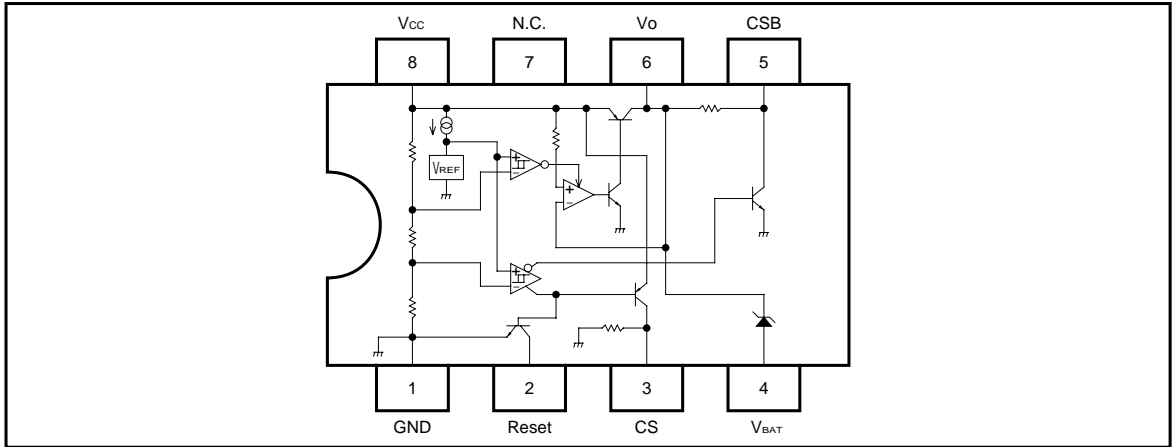 VCC N.C. Vo CSB
8 7 6 5
VREF
+
−
+
−
+
−
1 2 3 4
GND Reset CS VBAT